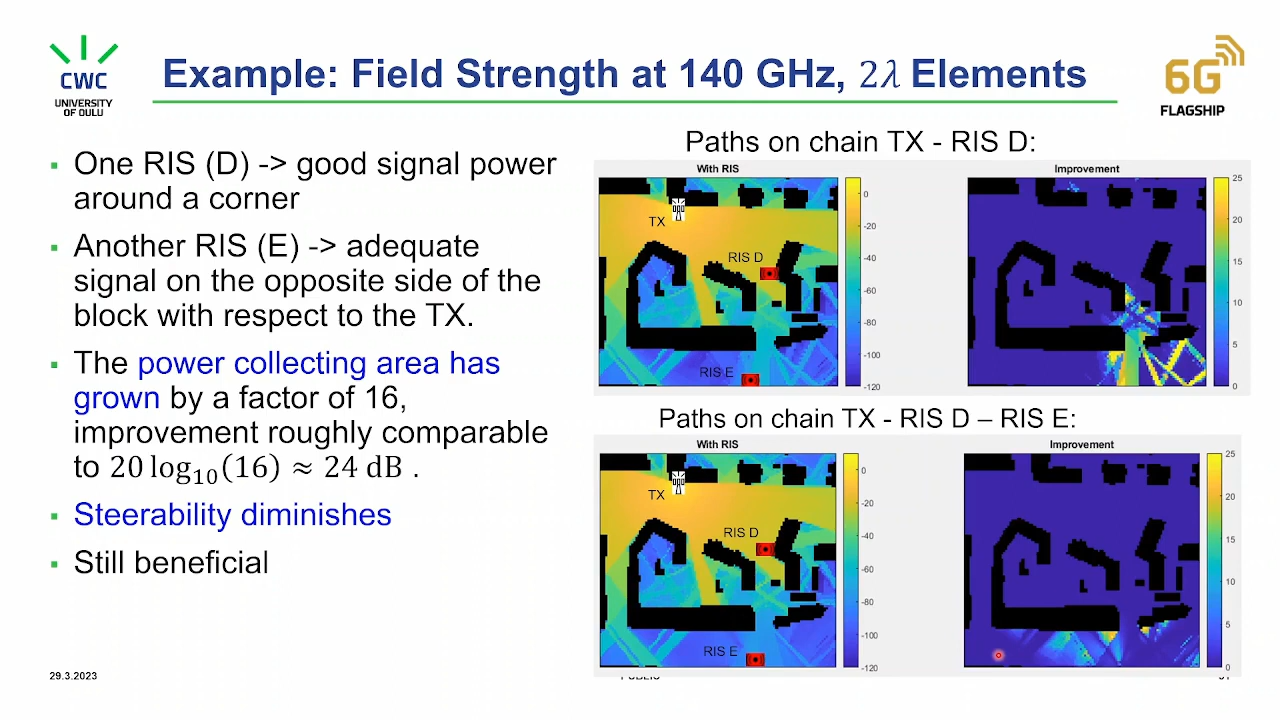 CWC
UNIVERSITY
OF OULU
Example: Field Strength at 140 GHz, 2λ Elements
6G
FLAGSHIP
▪ One RIS (D) -> good signal power
around a corner
▪ Another RIS (E) -> adequate
signal on the opposite side of the
block with respect to the TX.
▪ The power collecting area has
grown by a factor of 16,
improvement roughly comparable
to 20 log₁₀(16) ≈ 24 dB .
▪ Steerability diminishes
▪ Still beneficial
Paths on chain TX - RIS D:
With RIS
TX
RIS D
RIS E
0
-20
-40
-60
-80
-100
-120
Improvement
25
20
15
10
5
0
Paths on chain TX - RIS D – RIS E:
With RIS
TX
RIS D
RIS E
0
-20
-40
-60
-80
-100
-120
Improvement
25
20
15
10
5
0
29.3.2023